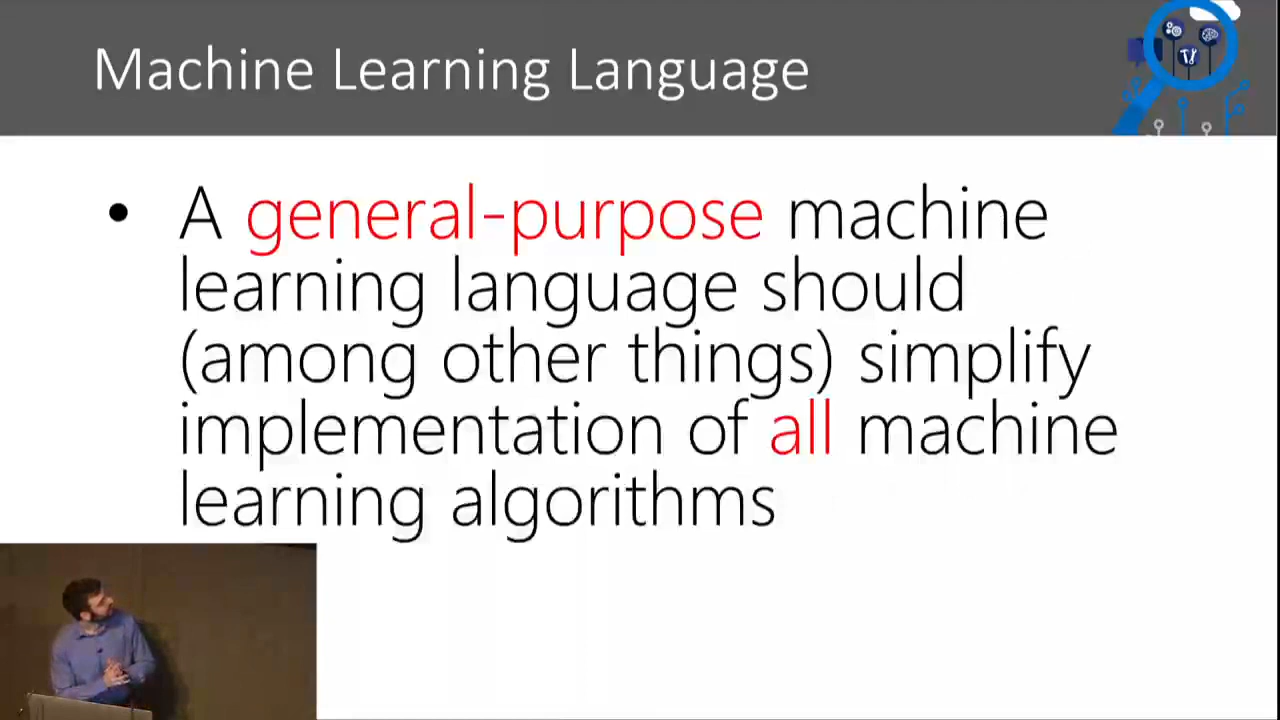 Machine Learning Language
• A general-purpose machine
learning language should
(among other things) simplify
implementation of all machine
learning algorithms